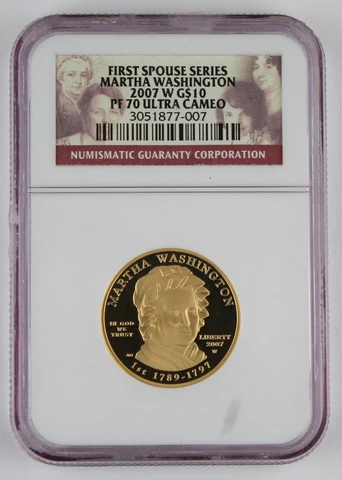 FIRST SPOUSE SERIES
MARTHA WASHINGTON
2007 W G$10
PF 70 ULTRA CAMEO
3051877-007
NUMISMATIC GUARANTY CORPORATION
MARTHA WASHINGTON
IN GOD
WE
TRUST
LIBERTY
2007
W
1st 1789-1797